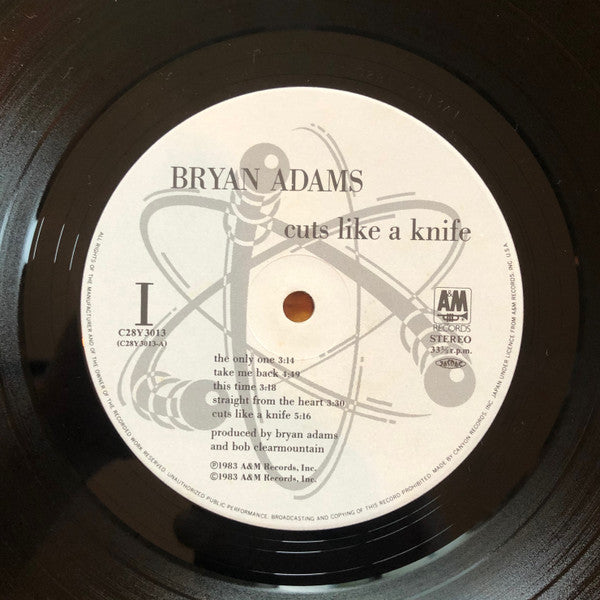 BRYAN ADAMS
cuts like a knife
I
C28Y3013
(C28Y3013-A)
A&M
RECORDS
STEREO
33⅓r.p.m.
JASRAC
the only one 3:14
take me back 4:49
this time 3:18
straight from the heart 3:30
cuts like a knife 5:16
produced by bryan adams
and bob clearmountain
℗1983 A&M Records, Inc.
©1983 A&M Records, Inc.
ALL RIGHTS OF THE MANUFACTURER AND OF THE OWNER OF THE RECORDED WORK RESERVED. UNAUTHORIZED PUBLIC PERFORMANCE, BROADCASTING AND COPYING OF THIS RECORD PROHIBITED. MADE BY CANYON RECORDS, INC. JAPAN UNDER LICENCE FROM A&M RECORDS, INC. U.S.A.